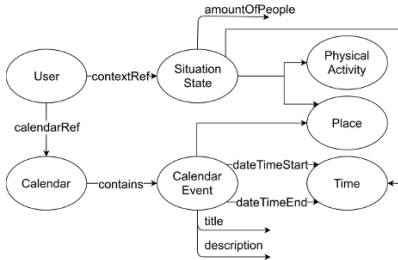 amountOfPeople
User
contextRef
Situation
State
Physical
Activity
Place
calendarRef
Calendar
contains
Calendar
Event
dateTimeStart
dateTimeEnd
Time
title
description